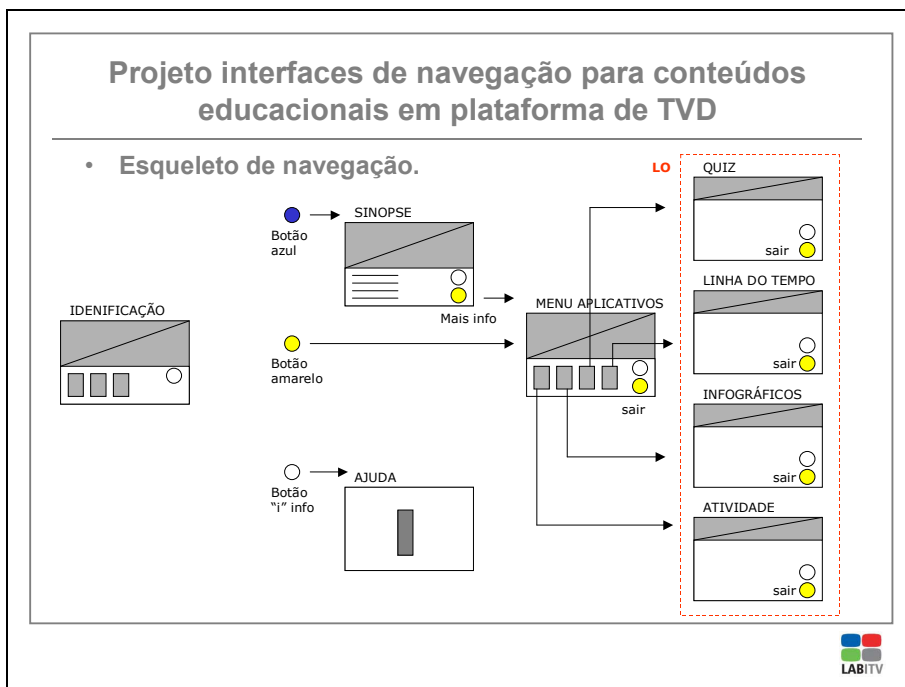 Projeto interfaces de navegação para conteúdos
educacionais em plataforma de TVD
• Esqueleto de navegação.
LO
QUIZ
sair
SINOPSE
Botão
azul
Mais info
LINHA DO TEMPO
sair
IDENIFICAÇÃO
MENU APLICATIVOS
sair
Botão
amarelo
INFOGRÁFICOS
sair
AJUDA
Botão
"i" info
ATIVIDADE
sair
LABITV